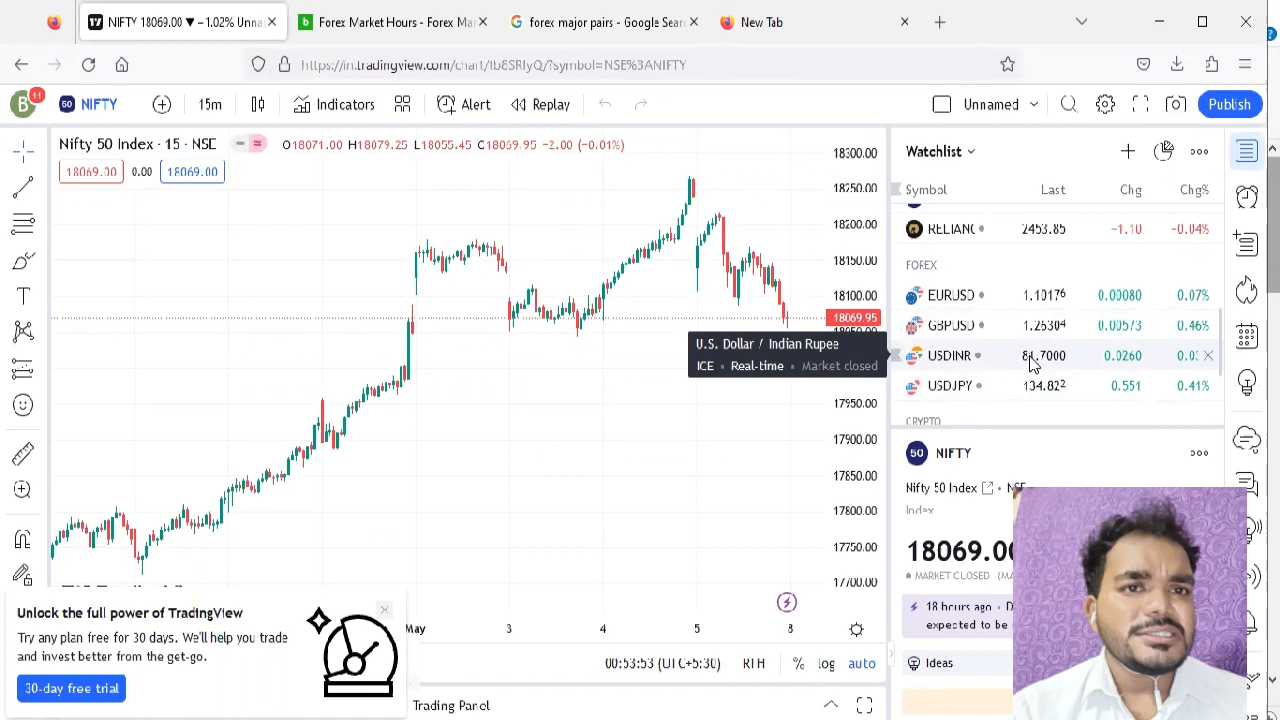 NIFTY 18069.00 ▼ −1.02% Unna
Forex Market Hours - Forex Mar
forex major pairs - Google Sear
New Tab
https://in.tradingview.com/chart/fb8SRlyQ/?symbol=NSE%3ANIFTY
B
11
50
NIFTY
15m
Indicators
Alert
Replay
Unnamed
Publish
Nifty 50 Index · 15 · NSE
O18071.00 H18079.25 L18055.45 C18069.95 −2.00 (−0.01%)
18069.00
0.00
18069.00
18300.00
18250.00
18200.00
18150.00
18100.00
18069.95
17950.00
17900.00
17850.00
17800.00
17750.00
17700.00
U.S. Dollar / Indian Rupee
ICE • Real-time • Market closed
May
3
4
5
8
00:53:53 (UTC+5:30)
RTH
%
log
auto
Trading Panel
Unlock the full power of TradingView
Try any plan free for 30 days. We'll help you trade
and invest better from the get-go.
30-day free trial
Watchlist
Symbol Last Chg Chg%
RELIANC 2453.85 −1.10 −0.04%
FOREX
EURUSD 1.10176 0.00080 0.07%
GBPUSD 1.26304 0.00573 0.46%
USDINR 7000 0.0260
USDJPY 134.822 0.551 0.41%
CRYPTO
50 NIFTY
Nifty 50 Index • NSE
Index
18069.0
MARKET CLOSED
18 hours ago
expected to be
Ideas